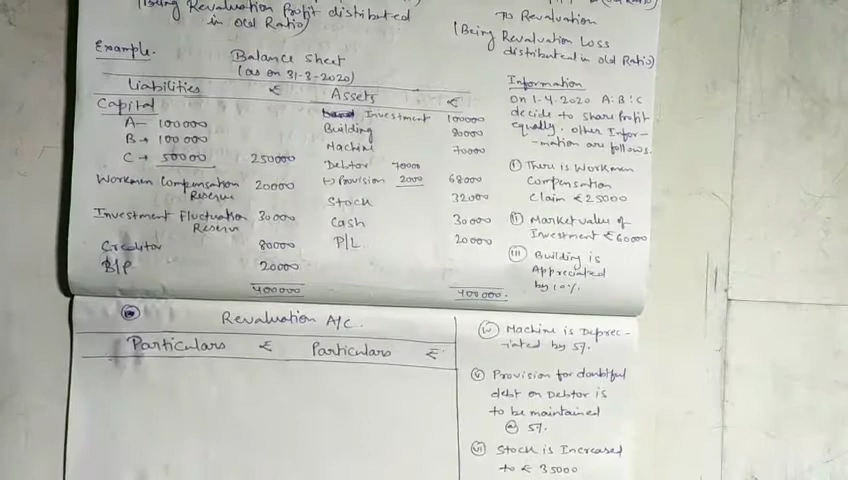 (Being Revaluation Profit distributed
in Old Ratio)
To Revaluation
(Being Revaluation Loss
distributed in old Ratio)
Example.
Balance Sheet
(as on 31-3-2020)
Liabilities ₹ Assets ₹
Capital
A- 100000
B → 100000
C → 50000 250000
Workmen Compensation Reserve 20000
Investment Fluctuation Reserve 30000
Creditor 80000
B/P 20000
400000
Investment 100000
Building 80000
Machine 70000
Debtor 70000
(-) Provision 2000 68000
Stock 32000
Cash 30000
P/L 20000
400000.
Information
On 1-4-2020 A:B:C
decide to share Profit
equally. Other Infor-
-mation are follows.
(i) There is Workmen
Compensation
Claim ₹ 25000
(ii) Market value of
Investment ₹ 60000
(iii) Building is
Appreciated
by 10%.
Revaluation A/C.
Particulars ₹ Particulars ₹
(iv) Machine is Deprec-
-iated by 5%.
(v) Provision for doubtful
debt on Debtor is
to be maintained
@ 5%.
(vi) Stock is Increased
to ₹ 35000